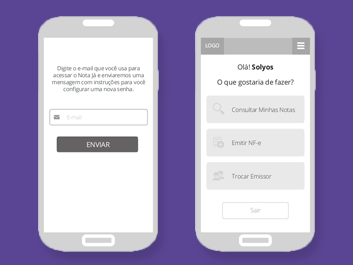 Digite o e-mail que você usa para
acessar o Nota Já e enviaremos uma
mensagem com instruções para você
configurar uma nova senha.
E-mail
ENVIAR
LOGO
Olá! Solyos
O que gostaria de fazer?
Consultar Minhas Notas
Emitir NF-e
Trocar Emissor
Sair